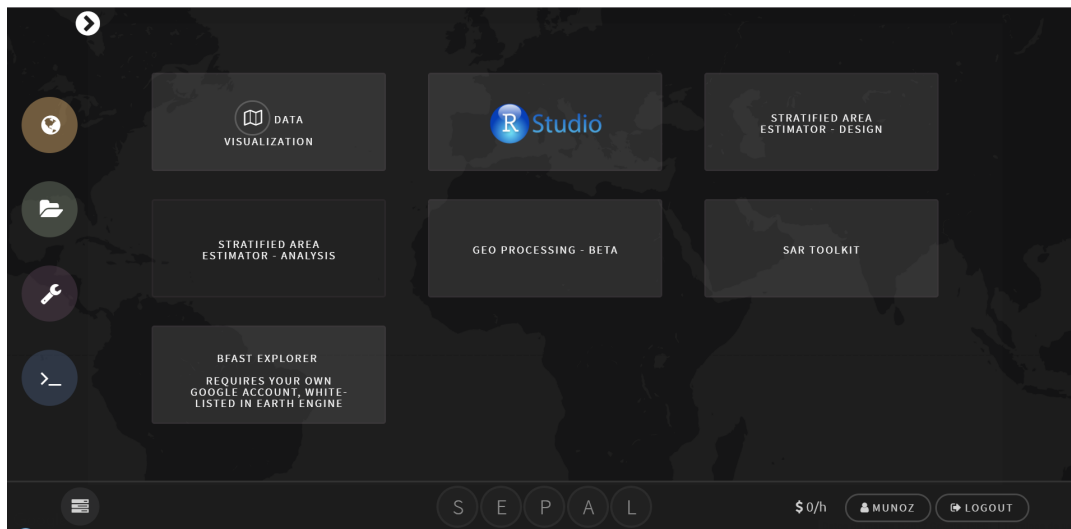 DATA
VISUALIZATION
R Studio
STRATIFIED AREA
ESTIMATOR - DESIGN
STRATIFIED AREA
ESTIMATOR - ANALYSIS
GEO PROCESSING - BETA
SAR TOOLKIT
BFAST EXPLORER
REQUIRES YOUR OWN
GOOGLE ACCOUNT, WHITE-
LISTED IN EARTH ENGINE
>_
S E P A L
$ 0/h
MUNOZ
LOGOUT